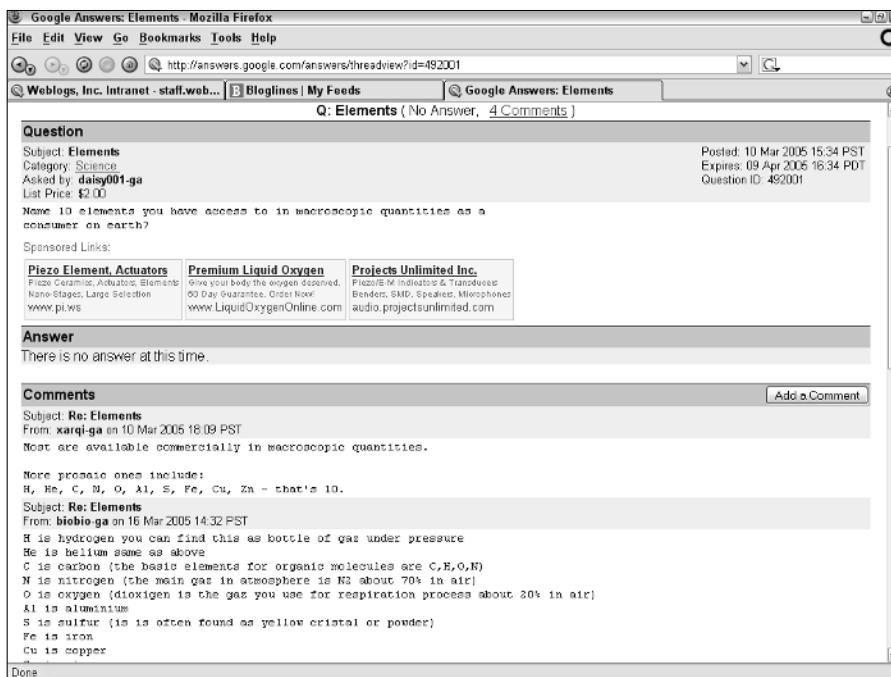 Google Answers: Elements - Mozilla Firefox
File Edit View Go Bookmarks Tools Help
http://answers.google.com/answers/threadview?id=492001
Weblogs, Inc. Intranet - staff.web... Bloglines | My Feeds Google Answers: Elements
Q: Elements ( No Answer, 4 Comments )
Question
Subject: Elements
Category: Science
Asked by: daisy001-ga
List Price: $2.00
Posted: 10 Mar 2005 15:34 PST
Expires: 09 Apr 2005 16:34 PDT
Question ID: 492001
Name 10 elements you have access to in macroscopic quantities as a
consumer on earth?
Sponsored Links:
Piezo Element, Actuators
Piezo Ceramics, Actuators, Elements
Nano-Stages, Large Selection
www.pi.ws
Premium Liquid Oxygen
Give your body the oxygen deserved.
60 Day Guarantee. Order Now!
www.LiquidOxygenOnline.com
Projects Unlimited Inc.
Piezo/E-M Indicators & Transducers
Benders, SMD, Speakers, Microphones
audio.projectsunlimited.com
Answer
There is no answer at this time.
Comments
Add a Comment
Subject: Re: Elements
From: xarqi-ga on 10 Mar 2005 18:09 PST
Most are available commercially in macroscopic quantities.
More prosaic ones include:
H, He, C, N, O, Al, S, Fe, Cu, Zn - that's 10.
Subject: Re: Elements
From: biobio-ga on 16 Mar 2005 14:32 PST
H is hydrogen you can find this as bottle of gaz under pressure
He is helium same as above
C is carbon (the basic elements for organic molecules are C,H,O,N)
N is nitrogen (the main gaz in atmosphere is N2 about 70% in air)
O is oxygen (dioxigen is the gaz you use for respiration process about 20% in air)
Al is aluminium
S is sulfur (is is often found as yellow cristal or powder)
Fe is iron
Cu is copper
Done